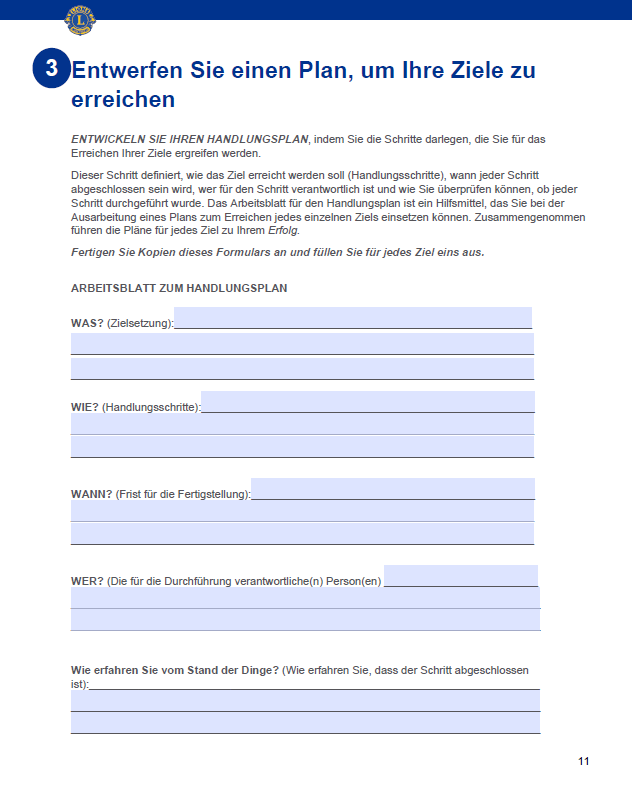 LIONS
L
3
Entwerfen Sie einen Plan, um Ihre Ziele zu
erreichen
ENTWICKELN SIE IHREN HANDLUNGSPLAN, indem Sie die Schritte darlegen, die Sie für das
Erreichen Ihrer Ziele ergreifen werden.
Dieser Schritt definiert, wie das Ziel erreicht werden soll (Handlungsschritte), wann jeder Schritt
abgeschlossen sein wird, wer für den Schritt verantwortlich ist und wie Sie überprüfen können, ob jeder
Schritt durchgeführt wurde. Das Arbeitsblatt für den Handlungsplan ist ein Hilfsmittel, das Sie bei der
Ausarbeitung eines Plans zum Erreichen jedes einzelnen Ziels einsetzen können. Zusammengenommen
führen die Pläne für jedes Ziel zu Ihrem Erfolg.
Fertigen Sie Kopien dieses Formulars an und füllen Sie für jedes Ziel eins aus.
ARBEITSBLATT ZUM HANDLUNGSPLAN
WAS? (Zielsetzung):
WIE? (Handlungsschritte):
WANN? (Frist für die Fertigstellung):
WER? (Die für die Durchführung verantwortliche(n) Person(en)
Wie erfahren Sie vom Stand der Dinge? (Wie erfahren Sie, dass der Schritt abgeschlossen
ist):
11